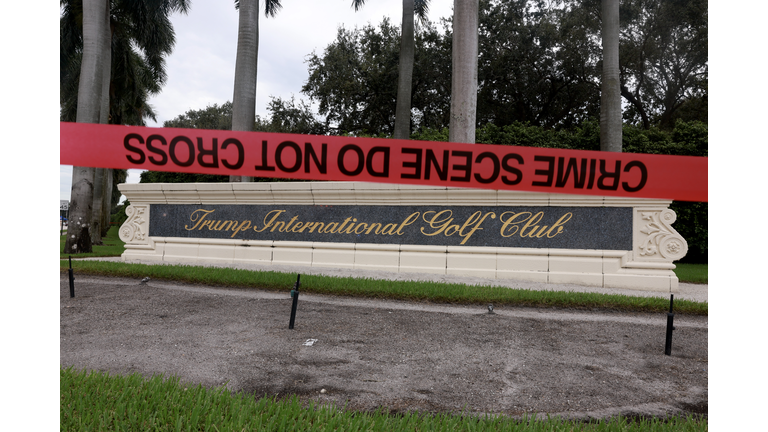 CRIME SCENE DO NOT CROSS
Trump International Golf Club